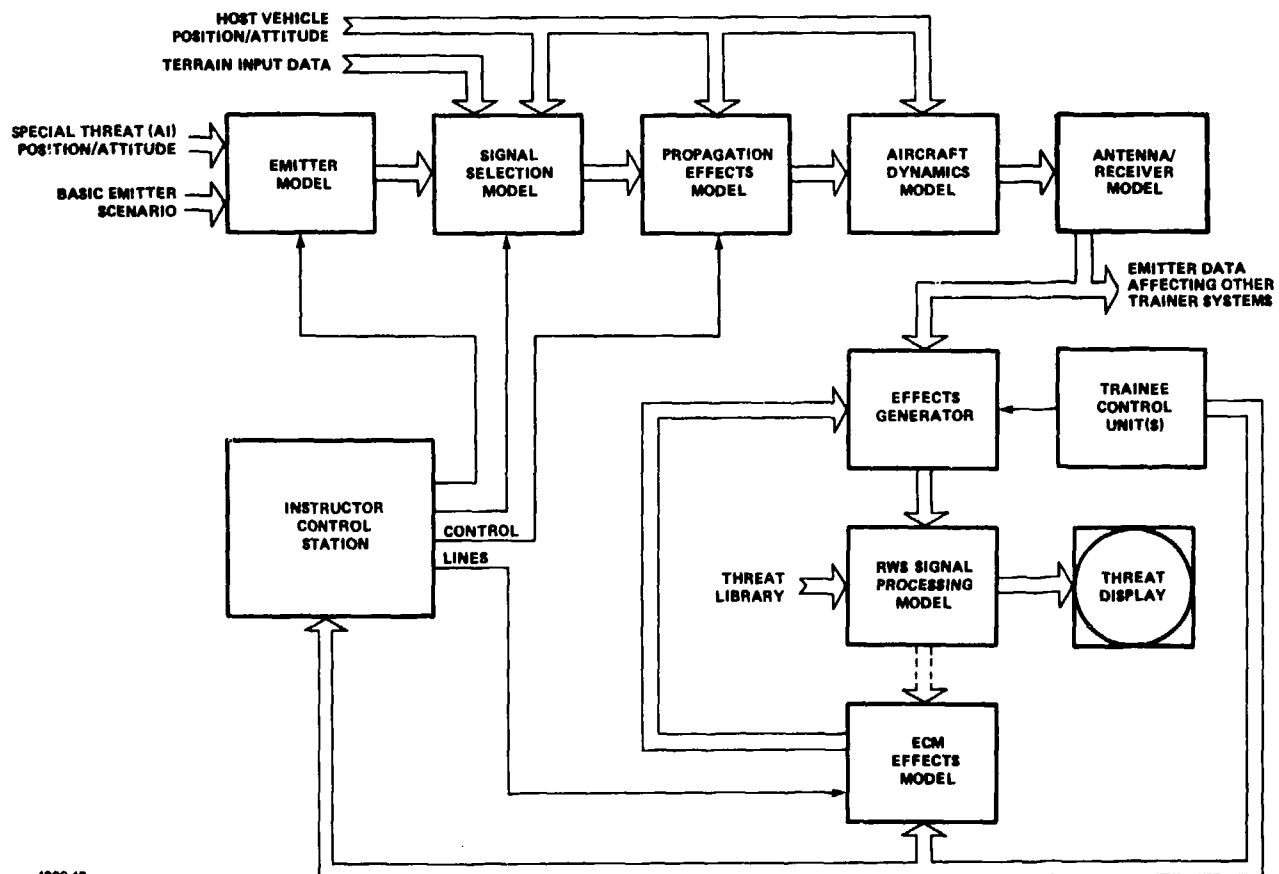 HOST VEHICLE
POSITION/ATTITUDE
TERRAIN INPUT DATA
SPECIAL THREAT (AI)
POSITION/ATTITUDE
BASIC EMITTER
SCENARIO
EMITTER
MODEL
SIGNAL
SELECTION
MODEL
PROPAGATION
EFFECTS
MODEL
AIRCRAFT
DYNAMICS
MODEL
ANTENNA/
RECEIVER
MODEL
EMITTER DATA
AFFECTING OTHER
TRAINER SYSTEMS
EFFECTS
GENERATOR
TRAINEE
CONTROL
UNIT(S)
INSTRUCTOR
CONTROL
STATION
CONTROL
LINES
THREAT
LIBRARY
RWS SIGNAL
PROCESSING
MODEL
THREAT
DISPLAY
ECM
EFFECTS
MODEL